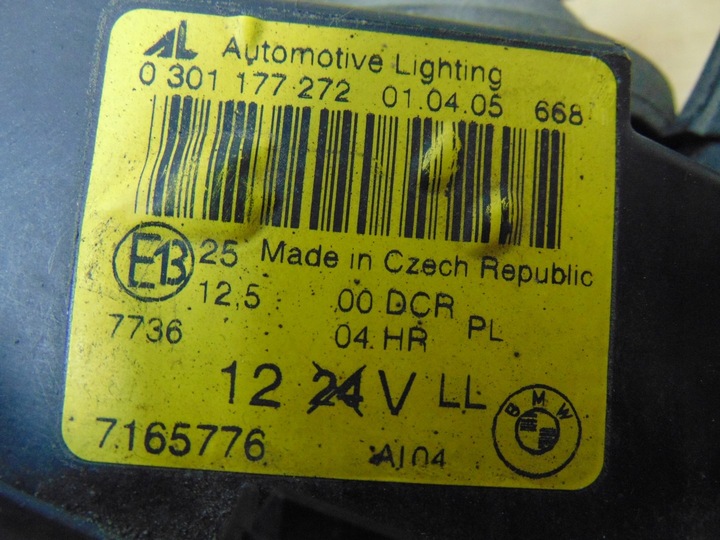 AL Automotive Lighting
0 301 177 272 01.04.05 668
E13 25 Made in Czech Republic
12,5 00 DCR PL
7736 04 HR
12 24 V LL
BMW
7165776 AI04